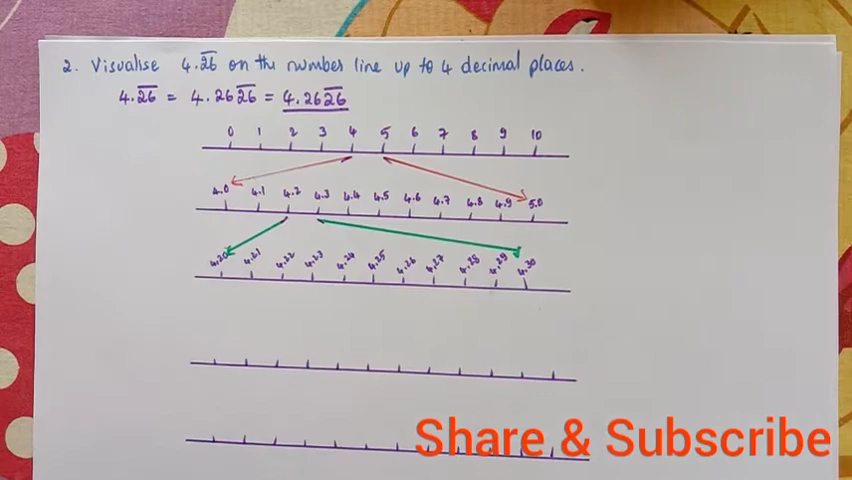 2. Visualise 4.2̅6̅ on the number line up to 4 decimal places.
4.2̅6̅ = 4.262̅6̅ = 4.262̅6̅
0 1 2 3 4 5 6 7 8 9 10
4.0 4.1 4.2 4.3 4.4 4.5 4.6 4.7 4.8 4.9 5.0
4.20 4.21 4.22 4.23 4.24 4.25 4.26 4.27 4.28 4.29 4.30
Share & Subscribe